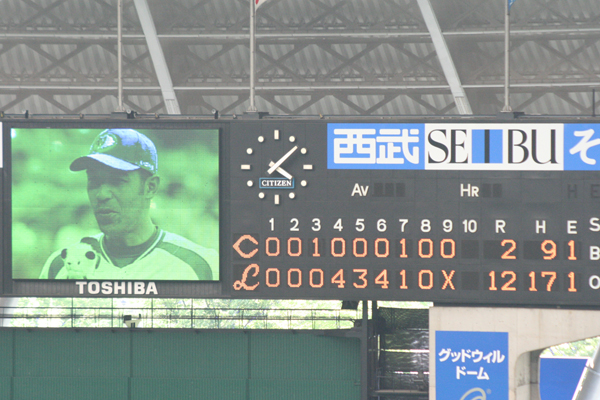 西武 SEIBU そ
CITIZEN
AV HR H E
1 2 3 4 5 6 7 8 9 10 R H E S
C 0 0 1 0 0 0 1 0 0 2 9 1 B
L 0 0 0 4 3 4 1 0 X 12 17 1 O
TOSHIBA
グッドウィル
ドーム